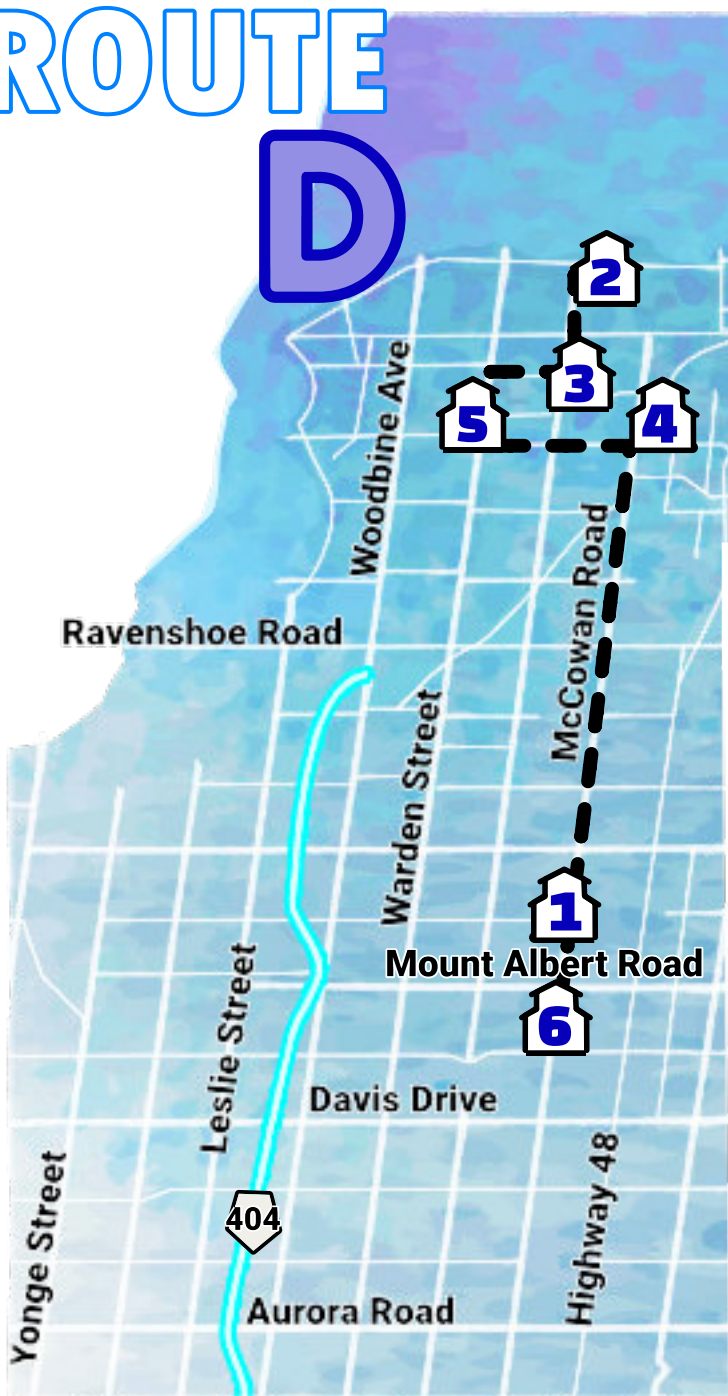 ROUTE
D
2
3
5
4
Woodbine Ave
McCowan Road
Ravenshoe Road
Warden Street
1
Mount Albert Road
6
Leslie Street
Davis Drive
Highway 48
Yonge Street
404
Aurora Road